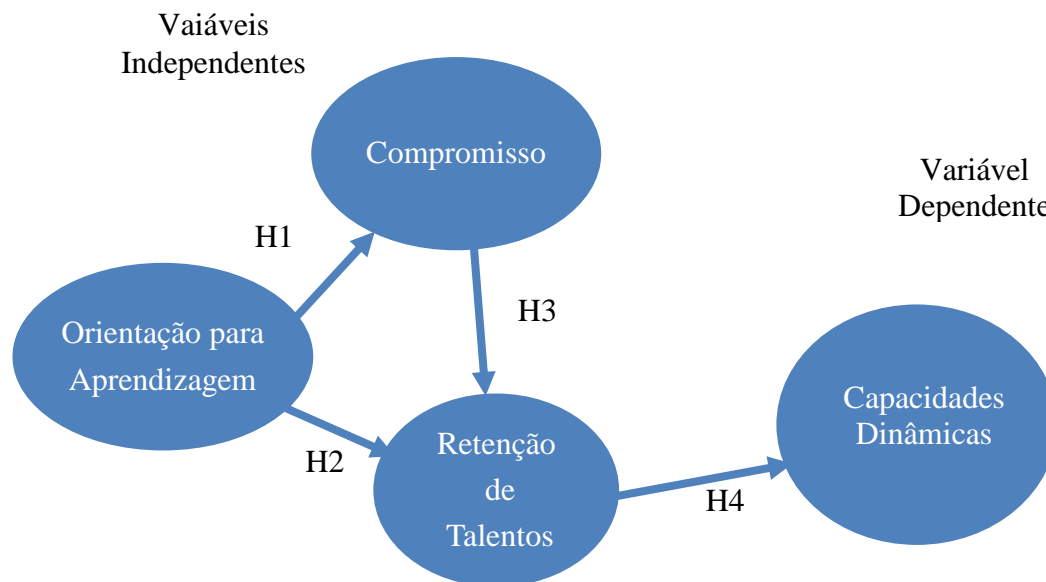 Vaiáveis
Independentes
Compromisso
Variável
Dependente
H1
H3
Orientação para
Aprendizagem
Capacidades
Dinâmicas
H2
Retenção
de
Talentos
H4